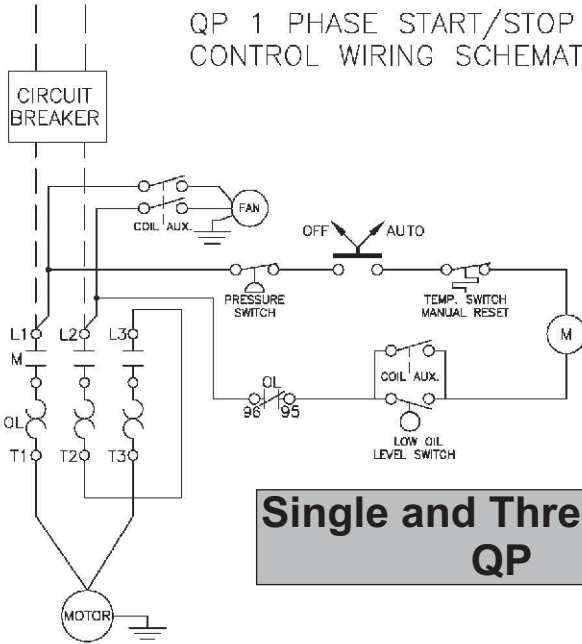 QP 1 PHASE START/STOP
CONTROL WIRING
CIRCUIT
BREAKER
FAN
COIL AUX.
OFF
AUTO
PRESSURE
SWITCH
TEMP. SWITCH
MANUAL RESET
L1
L2
L3
M
M
COIL AUX.
OL
96
95
OL
LOW OIL
LEVEL SWITCH
T1
T2
T3
Single and
QP
MOTOR